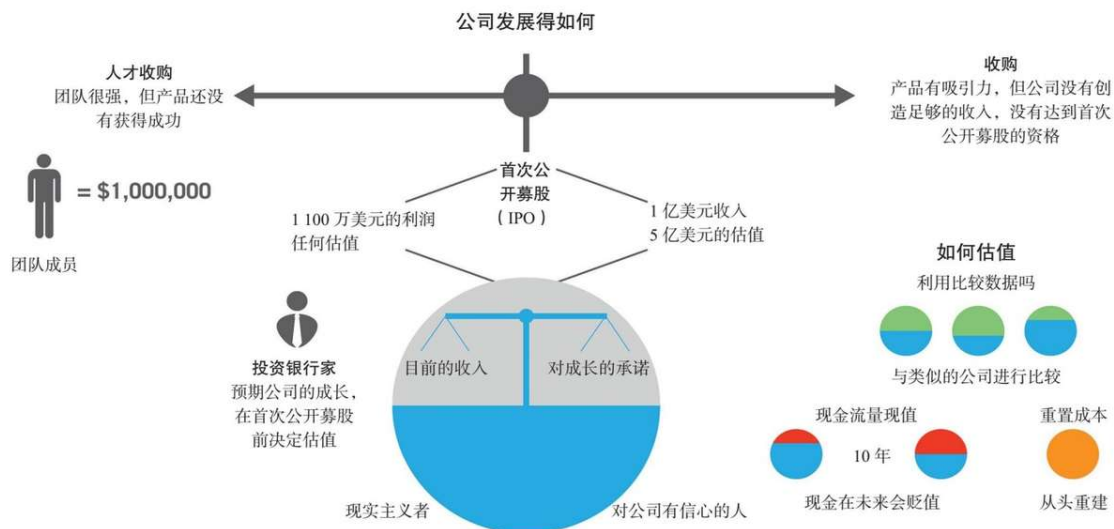 公司发展得如何
人才收购
团队很强，但产品还没
有获得成功
收购
产品有吸引力，但公司没有创
造足够的收入，没有达到首次
公开募股的资格
= $1,000,000
团队成员
首次公
开募股
（IPO）
1 100 万美元的利润
任何估值
1 亿美元收入
5 亿美元的估值
投资银行家
预期公司的成长，
在首次公开募股
前决定估值
目前的收入
对成长的承诺
现实主义者
对公司有信心的人
如何估值
利用比较数据吗
与类似的公司进行比较
现金流量现值
10 年
现金在未来会贬值
重置成本
从头重建